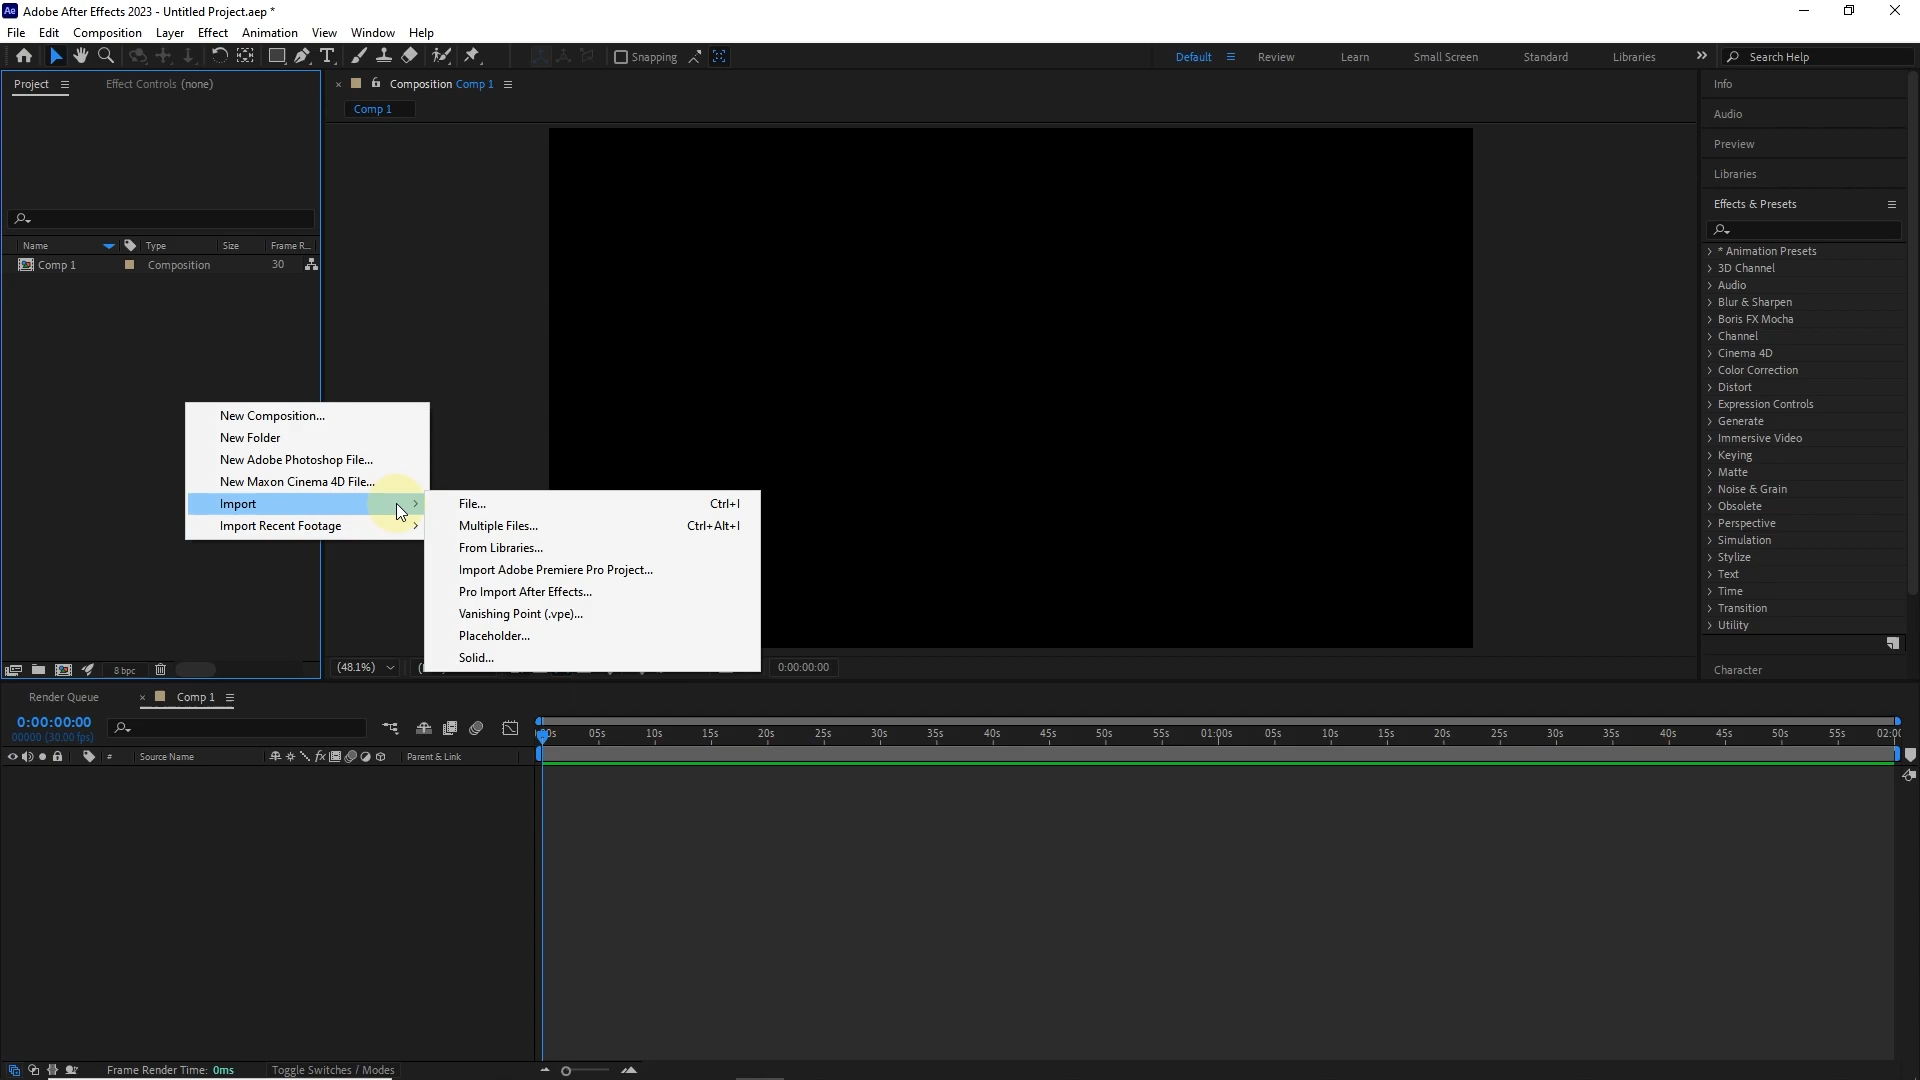 Ae Adobe After Effects 2023 - Untitled Project.aep *
File Edit Composition Layer Effect Animation View Window Help
Snapping Default Review Learn Small Screen Standard Libraries Search Help
Project Effect Controls (none)
Composition Comp 1
Comp 1
Name Type Size Frame R...
Comp 1 Composition 30
New Composition...
New Folder
New Adobe Photoshop File...
New Maxon Cinema 4D File...
Import
Import Recent Footage
File... Ctrl+I
Multiple Files... Ctrl+Alt+I
From Libraries...
Import Adobe Premiere Pro Project...
Pro Import After Effects...
Vanishing Point (.vpe)...
Placeholder...
Solid...
8 bpc
(48.1%)
0:00:00:00
Info
Audio
Preview
Libraries
Effects & Presets
* Animation Presets
3D Channel
Audio
Blur & Sharpen
Boris FX Mocha
Channel
Cinema 4D
Color Correction
Distort
Expression Controls
Generate
Immersive Video
Keying
Matte
Noise & Grain
Obsolete
Perspective
Simulation
Stylize
Text
Time
Transition
Utility
Character
Render Queue Comp 1
0:00:00:00
00000 (30.00 fps)
05s 10s 15s 20s 25s 30s 35s 40s 45s 50s 55s 01:00s 05s 10s 15s 20s 25s 30s 35s 40s 45s 50s 55s
# Source Name fx Parent & Link
Frame Render Time: 0ms Toggle Switches / Modes